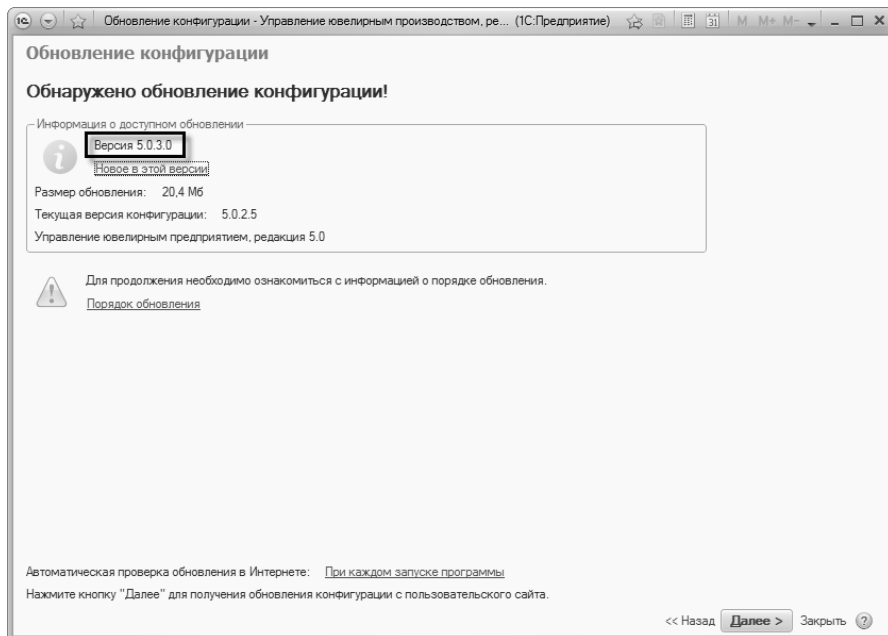 1С Обновление конфигурации - Управление ювелирным производством, ре... (1С:Предприятие) 31 M M+ M-
Обновление конфигурации
Обнаружено обновление конфигурации!
Информация о доступном обновлении
Версия 5.0.3.0
Новое в этой версии
Размер обновления: 20,4 Мб
Текущая версия конфигурации: 5.0.2.5
Управление ювелирным предприятием, редакция 5.0
Для продолжения необходимо ознакомиться с информацией о порядке обновления.
Порядок обновления
Автоматическая проверка обновления в Интернете: При каждом запуске программы
Нажмите кнопку "Далее" для получения обновления конфигурации с пользовательского сайта.
<< Назад Далее > Закрыть ?